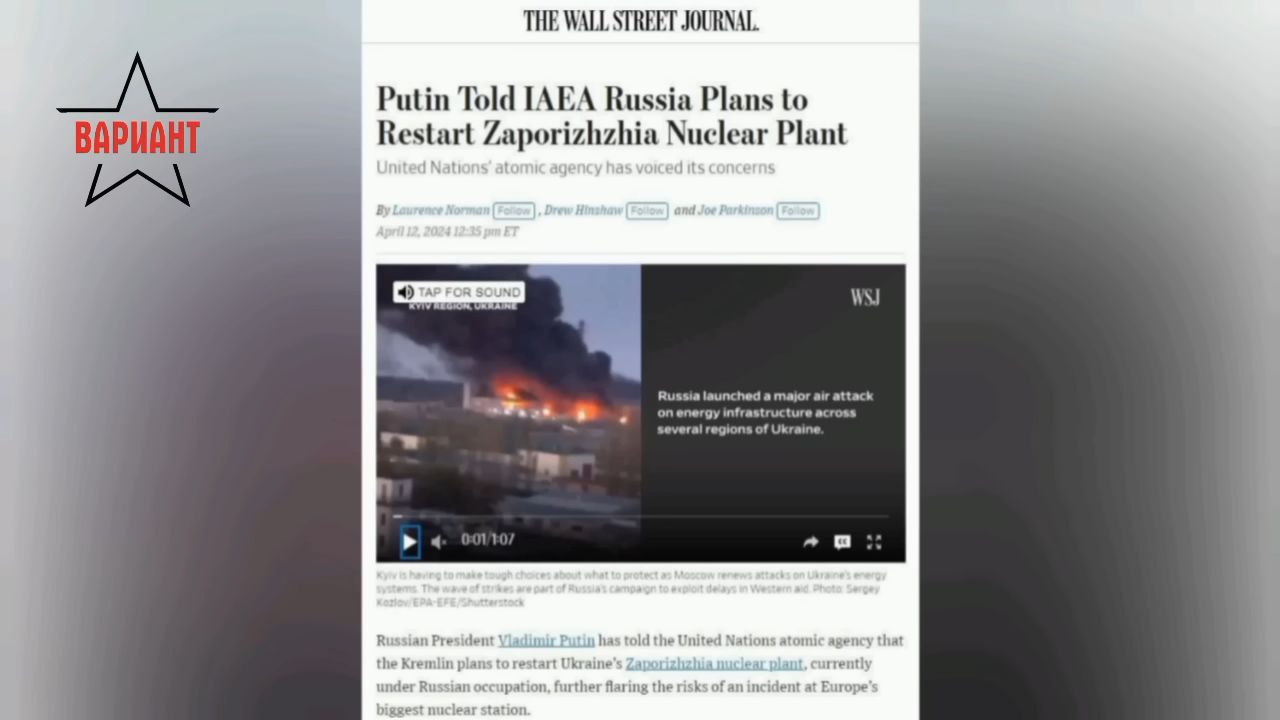 THE WALL STREET JOURNAL.
ВАРИАНТ
Putin Told IAEA Russia Plans to
Restart Zaporizhzhia Nuclear Plant
United Nations' atomic agency has voiced its concerns
By Laurence Norman Follow , Drew Hinshaw Follow and Joe Parkinson Follow
April 12, 2024 12:35 pm ET
TAP FOR SOUND
KYIV REGION, UKRAINE
WSJ
Russia launched a major air attack
on energy infrastructure across
several regions of Ukraine.
0:01/1:07
Kyiv is having to make tough choices about what to protect as Moscow renews attacks on Ukraine's energy
systems. The wave of strikes are part of Russia's campaign to exploit delays in Western aid. Photo: Sergey
Kozlov/EPA-EFE/Shutterstock
Russian President Vladimir Putin has told the United Nations atomic agency that
the Kremlin plans to restart Ukraine's Zaporizhzhia nuclear plant, currently
under Russian occupation, further flaring the risks of an incident at Europe's
biggest nuclear station.